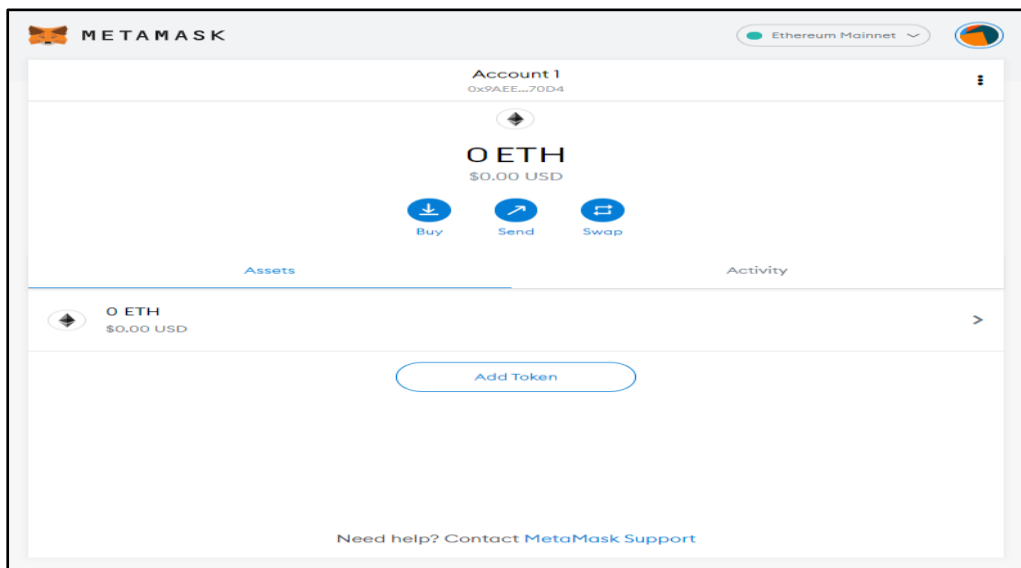 METAMASK
Ethereum Mainnet
Account 1
0x9AEE...70D4
0 ETH
$0.00 USD
Buy Send Swap
Assets Activity
0 ETH
$0.00 USD
Add Token
Need help? Contact MetaMask Support